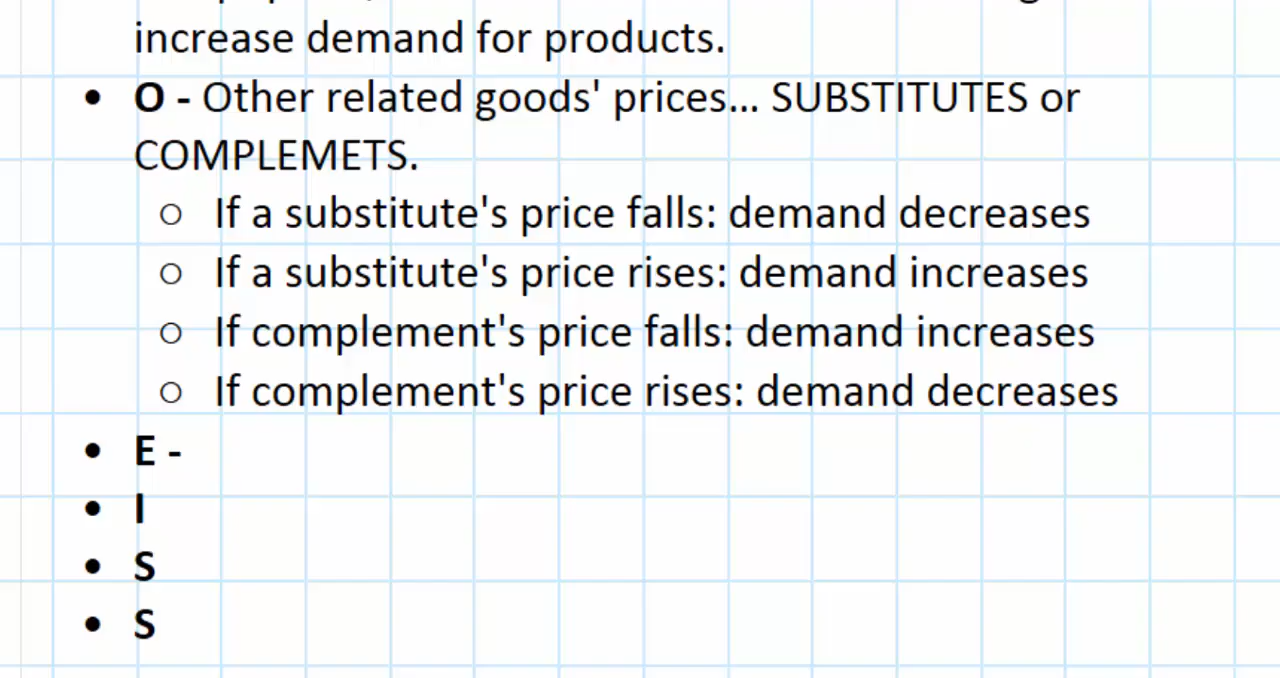 increase demand for products.
• O - Other related goods' prices... SUBSTITUTES or
COMPLEMETS.
○ If a substitute's price falls: demand decreases
○ If a substitute's price rises: demand increases
○ If complement's price falls: demand increases
○ If complement's price rises: demand decreases
• E -
• I
• S
• S